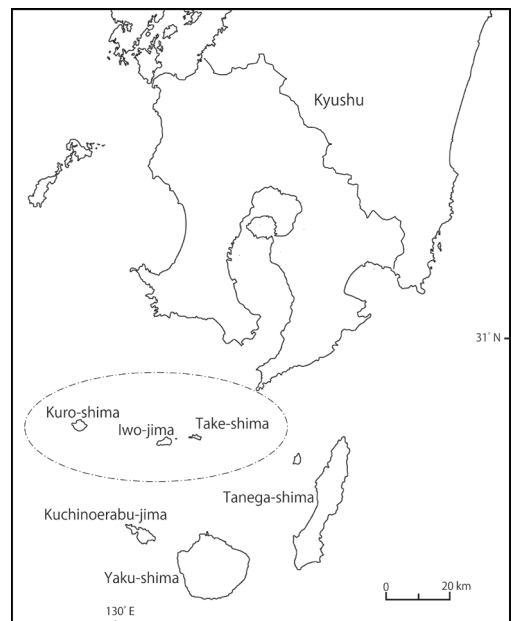 Kyushu
31° N
Kuro-shima
Iwo-jima
Take-shima
Tanega-shima
Kuchinoerabu-jima
Yaku-shima
0 20 km
130° E